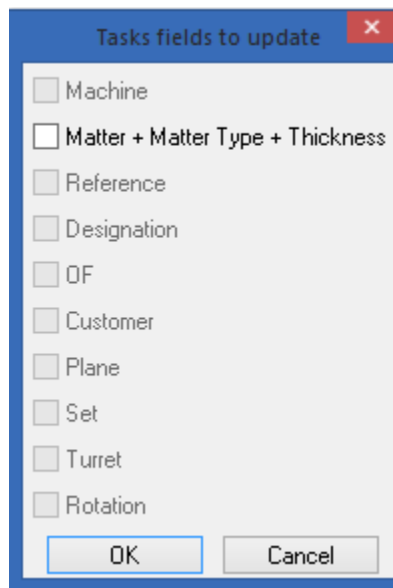 Tasks fields to update
Machine
Matter + Matter Type + Thickness
Reference
Designation
OF
Customer
Plane
Set
Turret
Rotation
OK Cancel